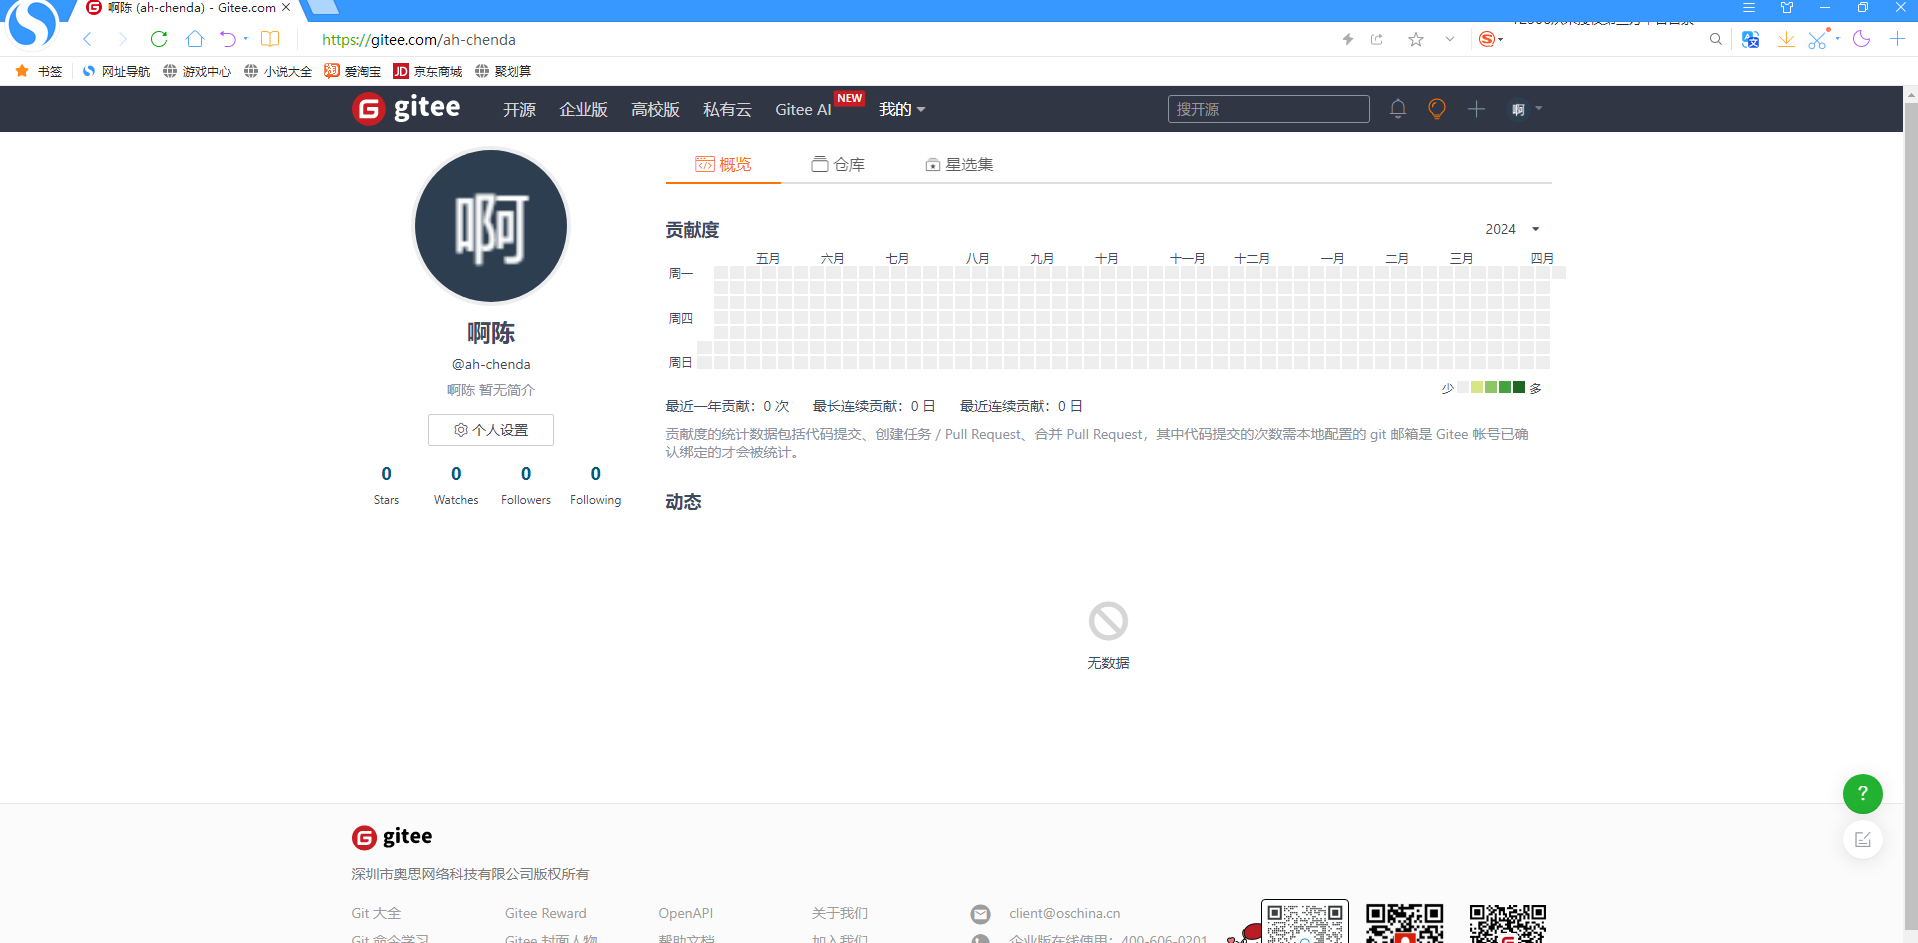 啊陈 (ah-chenda) - Gitee.com
https://gitee.com/ah-chenda
书签 网址导航 游戏中心 小说大全 爱淘宝 京东商城 聚划算
gitee 开源 企业版 高校版 私有云 Gitee AI NEW 我的 搜开源 啊
概览 仓库 星选集
啊
贡献度 2024
五月 六月 七月 八月 九月 十月 十一月 十二月 一月 二月 三月 四月
周一
周四
周日
少 多
啊陈
@ah-chenda
啊陈 暂无简介
个人设置
0 0 0 0
Stars Watches Followers Following
最近一年贡献：0 次 最长连续贡献：0 日 最近连续贡献：0 日
贡献度的统计数据包括代码提交、创建任务 / Pull Request、合并 Pull Request，其中代码提交的次数需本地配置的 git 邮箱是 Gitee 帐号已确
认绑定的才会被统计。
动态
无数据
?
gitee
深圳市奥思网络科技有限公司版权所有
Git 大全 Gitee Reward OpenAPI 关于我们 client@oschina.cn
Git 命令学习 Gitee 封面人物 帮助文档 加入我们 企业版在线使用：400-606-0201